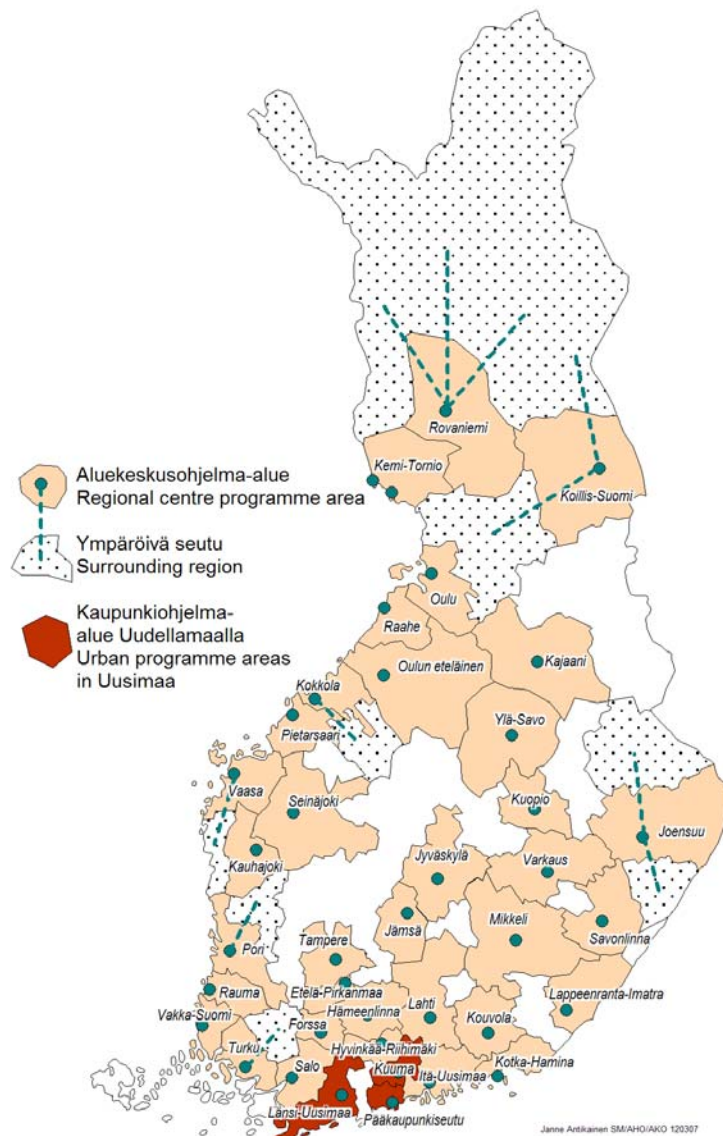 Rovaniemi
Kemi-Tornio
Koillis-Suomi
Aluekeskusohjelma-alue
Regional centre programme area
Ympäröivä seutu
Surrounding region
Kaupunkiohjelma-
alue Uudellamaalla
Urban programme areas
in Uusimaa
Oulu
Raahe
Oulun eteläinen
Kajaani
Kokkola
Pietarsaari
Ylä-Savo
Vaasa
Seinäjoki
Kuopio
Joensuu
Kauhajoki
Jyväskylä
Varkaus
Jämsä
Mikkeli
Savonlinna
Pori
Tampere
Rauma
Etelä-Pirkanmaa
Lappeenranta-Imatra
Vakka-Suomi
Forssa
Hämeenlinna
Lahti
Kouvola
Turku
Salo
Hyvinkää-Riihimäki
Kuuma
Itä-Uusimaa
Kotka-Hamina
Länsi-Uusimaa
Pääkaupunkiseutu
Janne Antikainen SM/AHO/AKO 120307